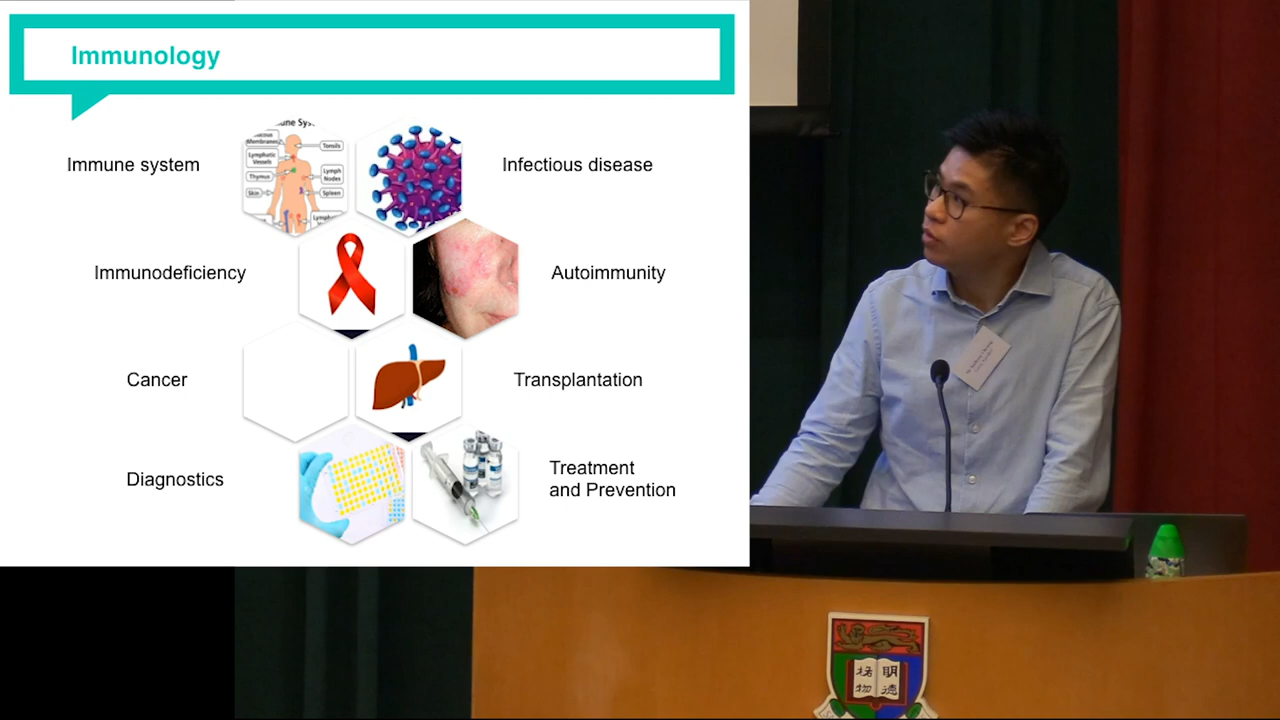 Immunology
Immune system
Infectious disease
Tonsils
Membranes
Lymphatic
Vessels
Thymus
Lymph
Nodes
Skin
Spleen
Immunodeficiency
Autoimmunity
Cancer
Transplantation
Diagnostics
Treatment
and Prevention
明德
格物